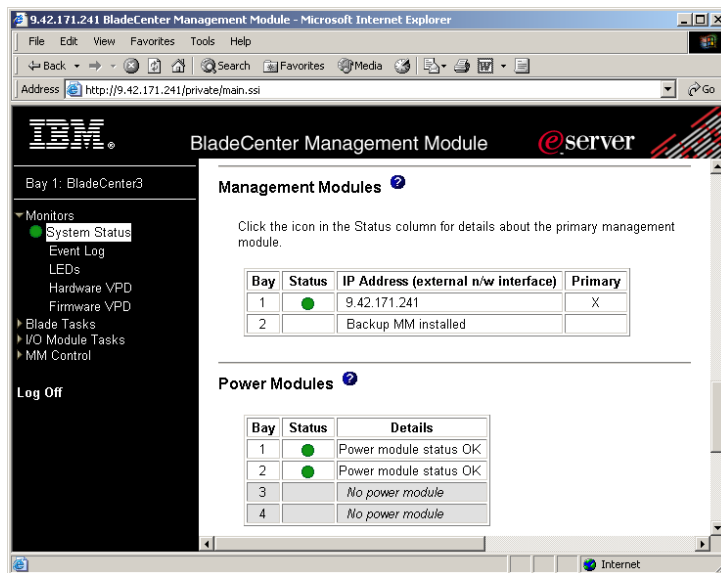 9.42.171.241 BladeCenter Management Module - Microsoft Internet Explorer
File Edit View Favorites Tools Help
Back Search Favorites Media
Address http://9.42.171.241/private/main.ssi Go
IBM. BladeCenter Management Module @server
Bay 1: BladeCenter3
Monitors
System Status
Event Log
LEDs
Hardware VPD
Firmware VPD
Blade Tasks
I/O Module Tasks
MM Control
Log Off
Management Modules ?
Click the icon in the Status column for details about the primary management
module.
Bay Status IP Address (external n/w interface) Primary
1 9.42.171.241 X
2 Backup MM installed
Power Modules ?
Bay Status Details
1 Power module status OK
2 Power module status OK
3 No power module
4 No power module
Internet